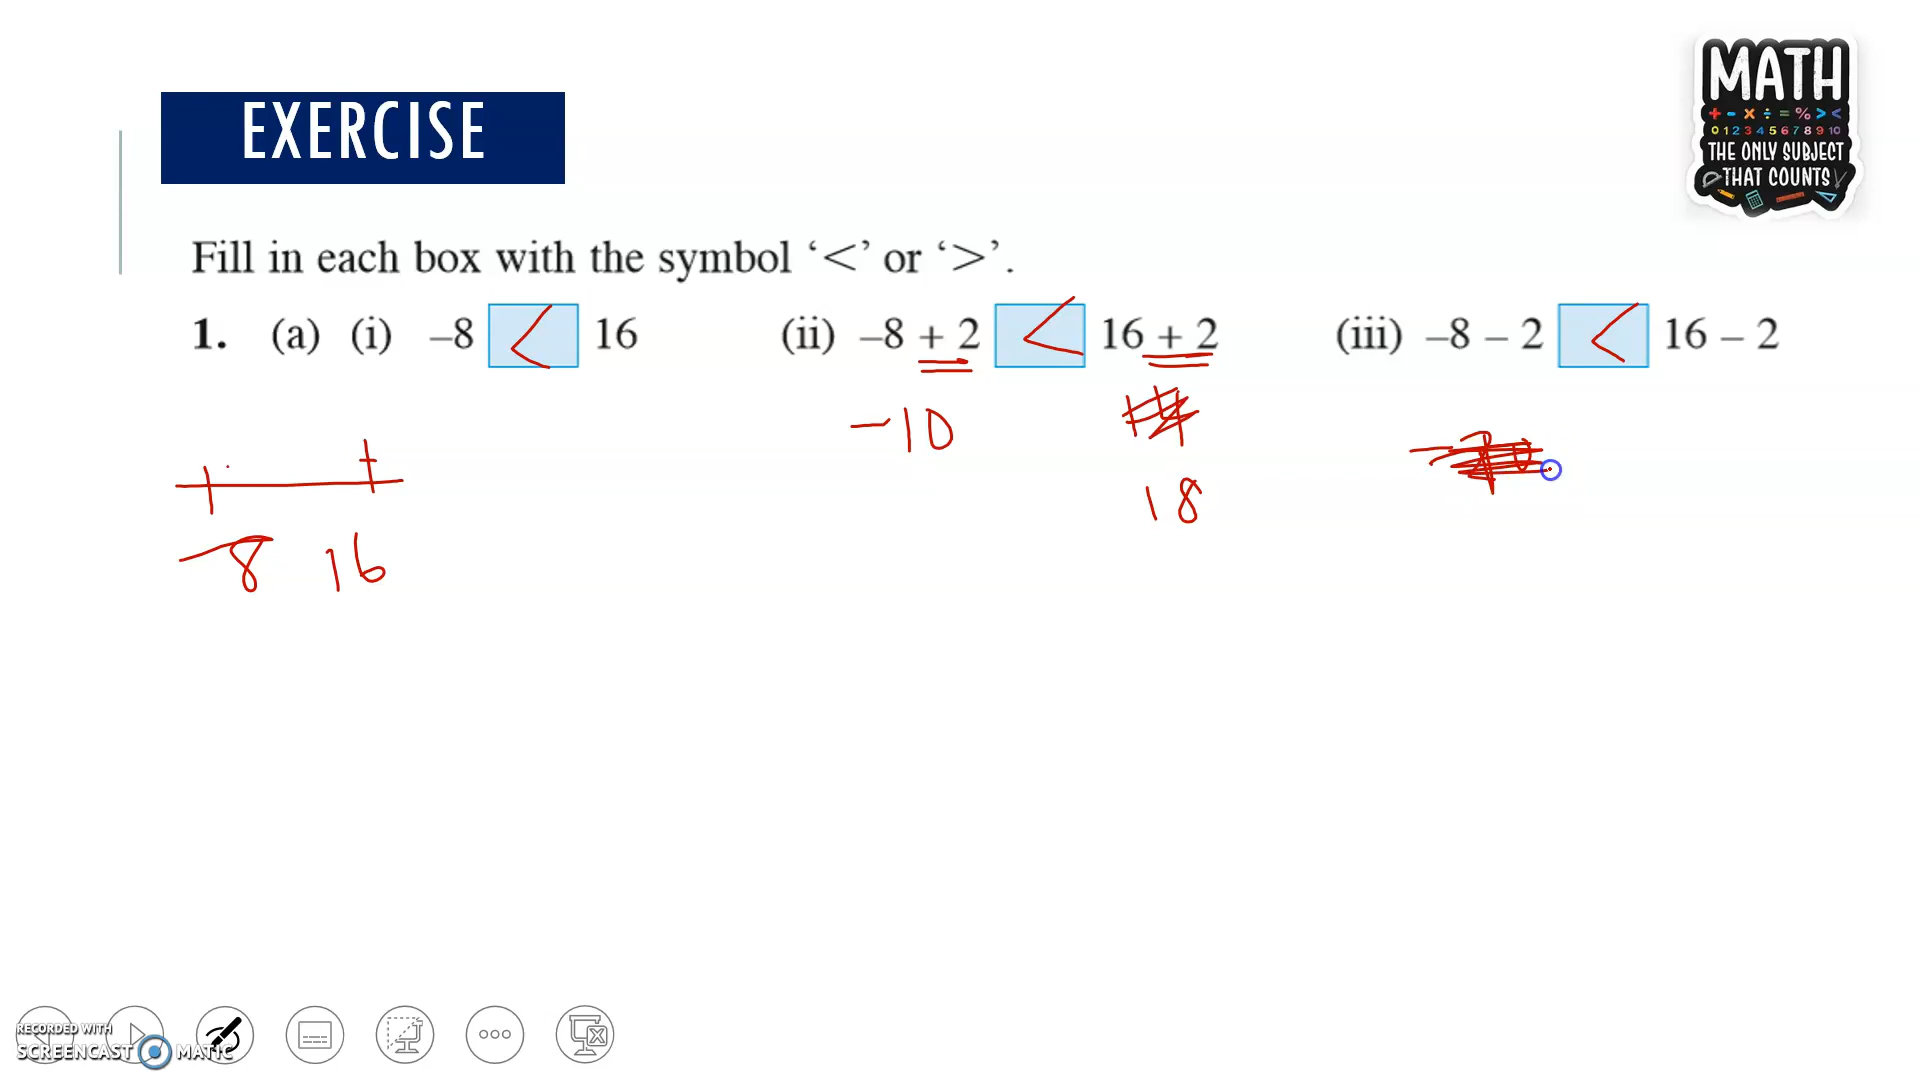 EXERCISE
MATH
+ - × ÷ = % > <
0 1 2 3 4 5 6 7 8 9 10
THE ONLY SUBJECT
THAT COUNTS
Fill in each box with the symbol ‘<’ or ‘>’.
1. (a) (i) –8 < 16 (ii) –8 + 2 < 16 + 2 (iii) –8 – 2 < 16 – 2
-10
18
-8 16
RECORDED WITH
SCREENCAST MATIC